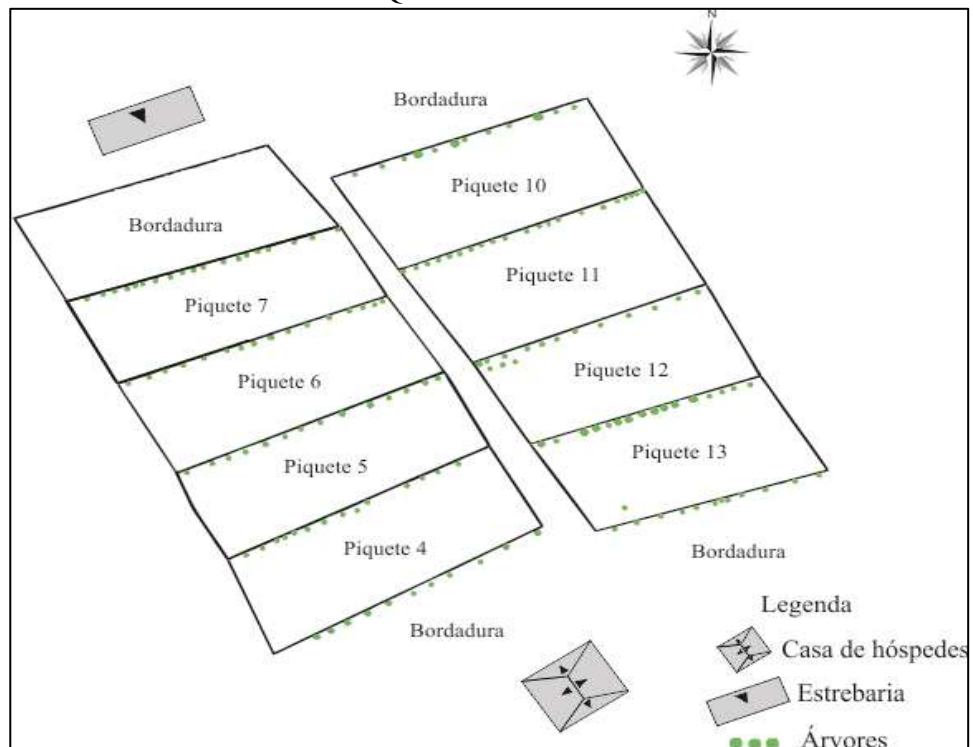 N
Bordadura
Piquete 10
Bordadura
Piquete 11
Piquete 7
Piquete 12
Piquete 6
Piquete 13
Piquete 5
Piquete 4
Bordadura
Bordadura
Legenda
Casa de hóspedes
Estrebaria
Árvores